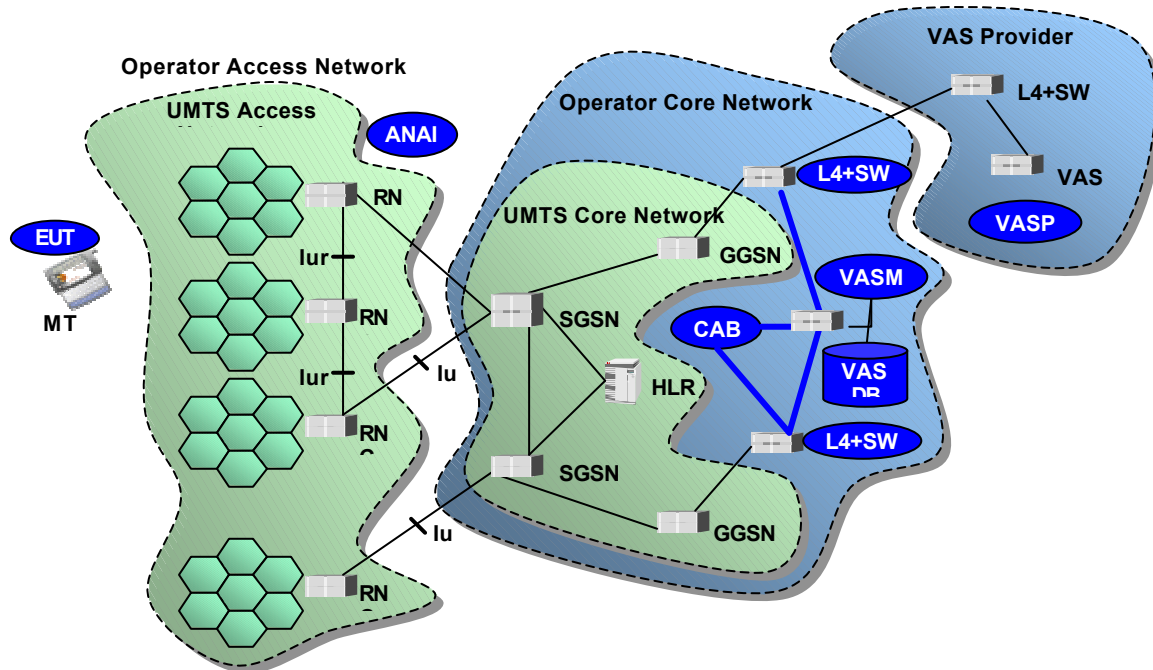 VAS Provider
Operator Access Network
L4+SW
UMTS Access
Operator Core Network
ANAI
L4+SW
VAS
RN
UMTS Core Network
VASP
EUT
GGSN
Iur
VASM
MT
RN
SGSN
CAB
Iur
Iu
HLR
VAS
DB
RN
L4+SW
SGSN
Iu
GGSN
RN